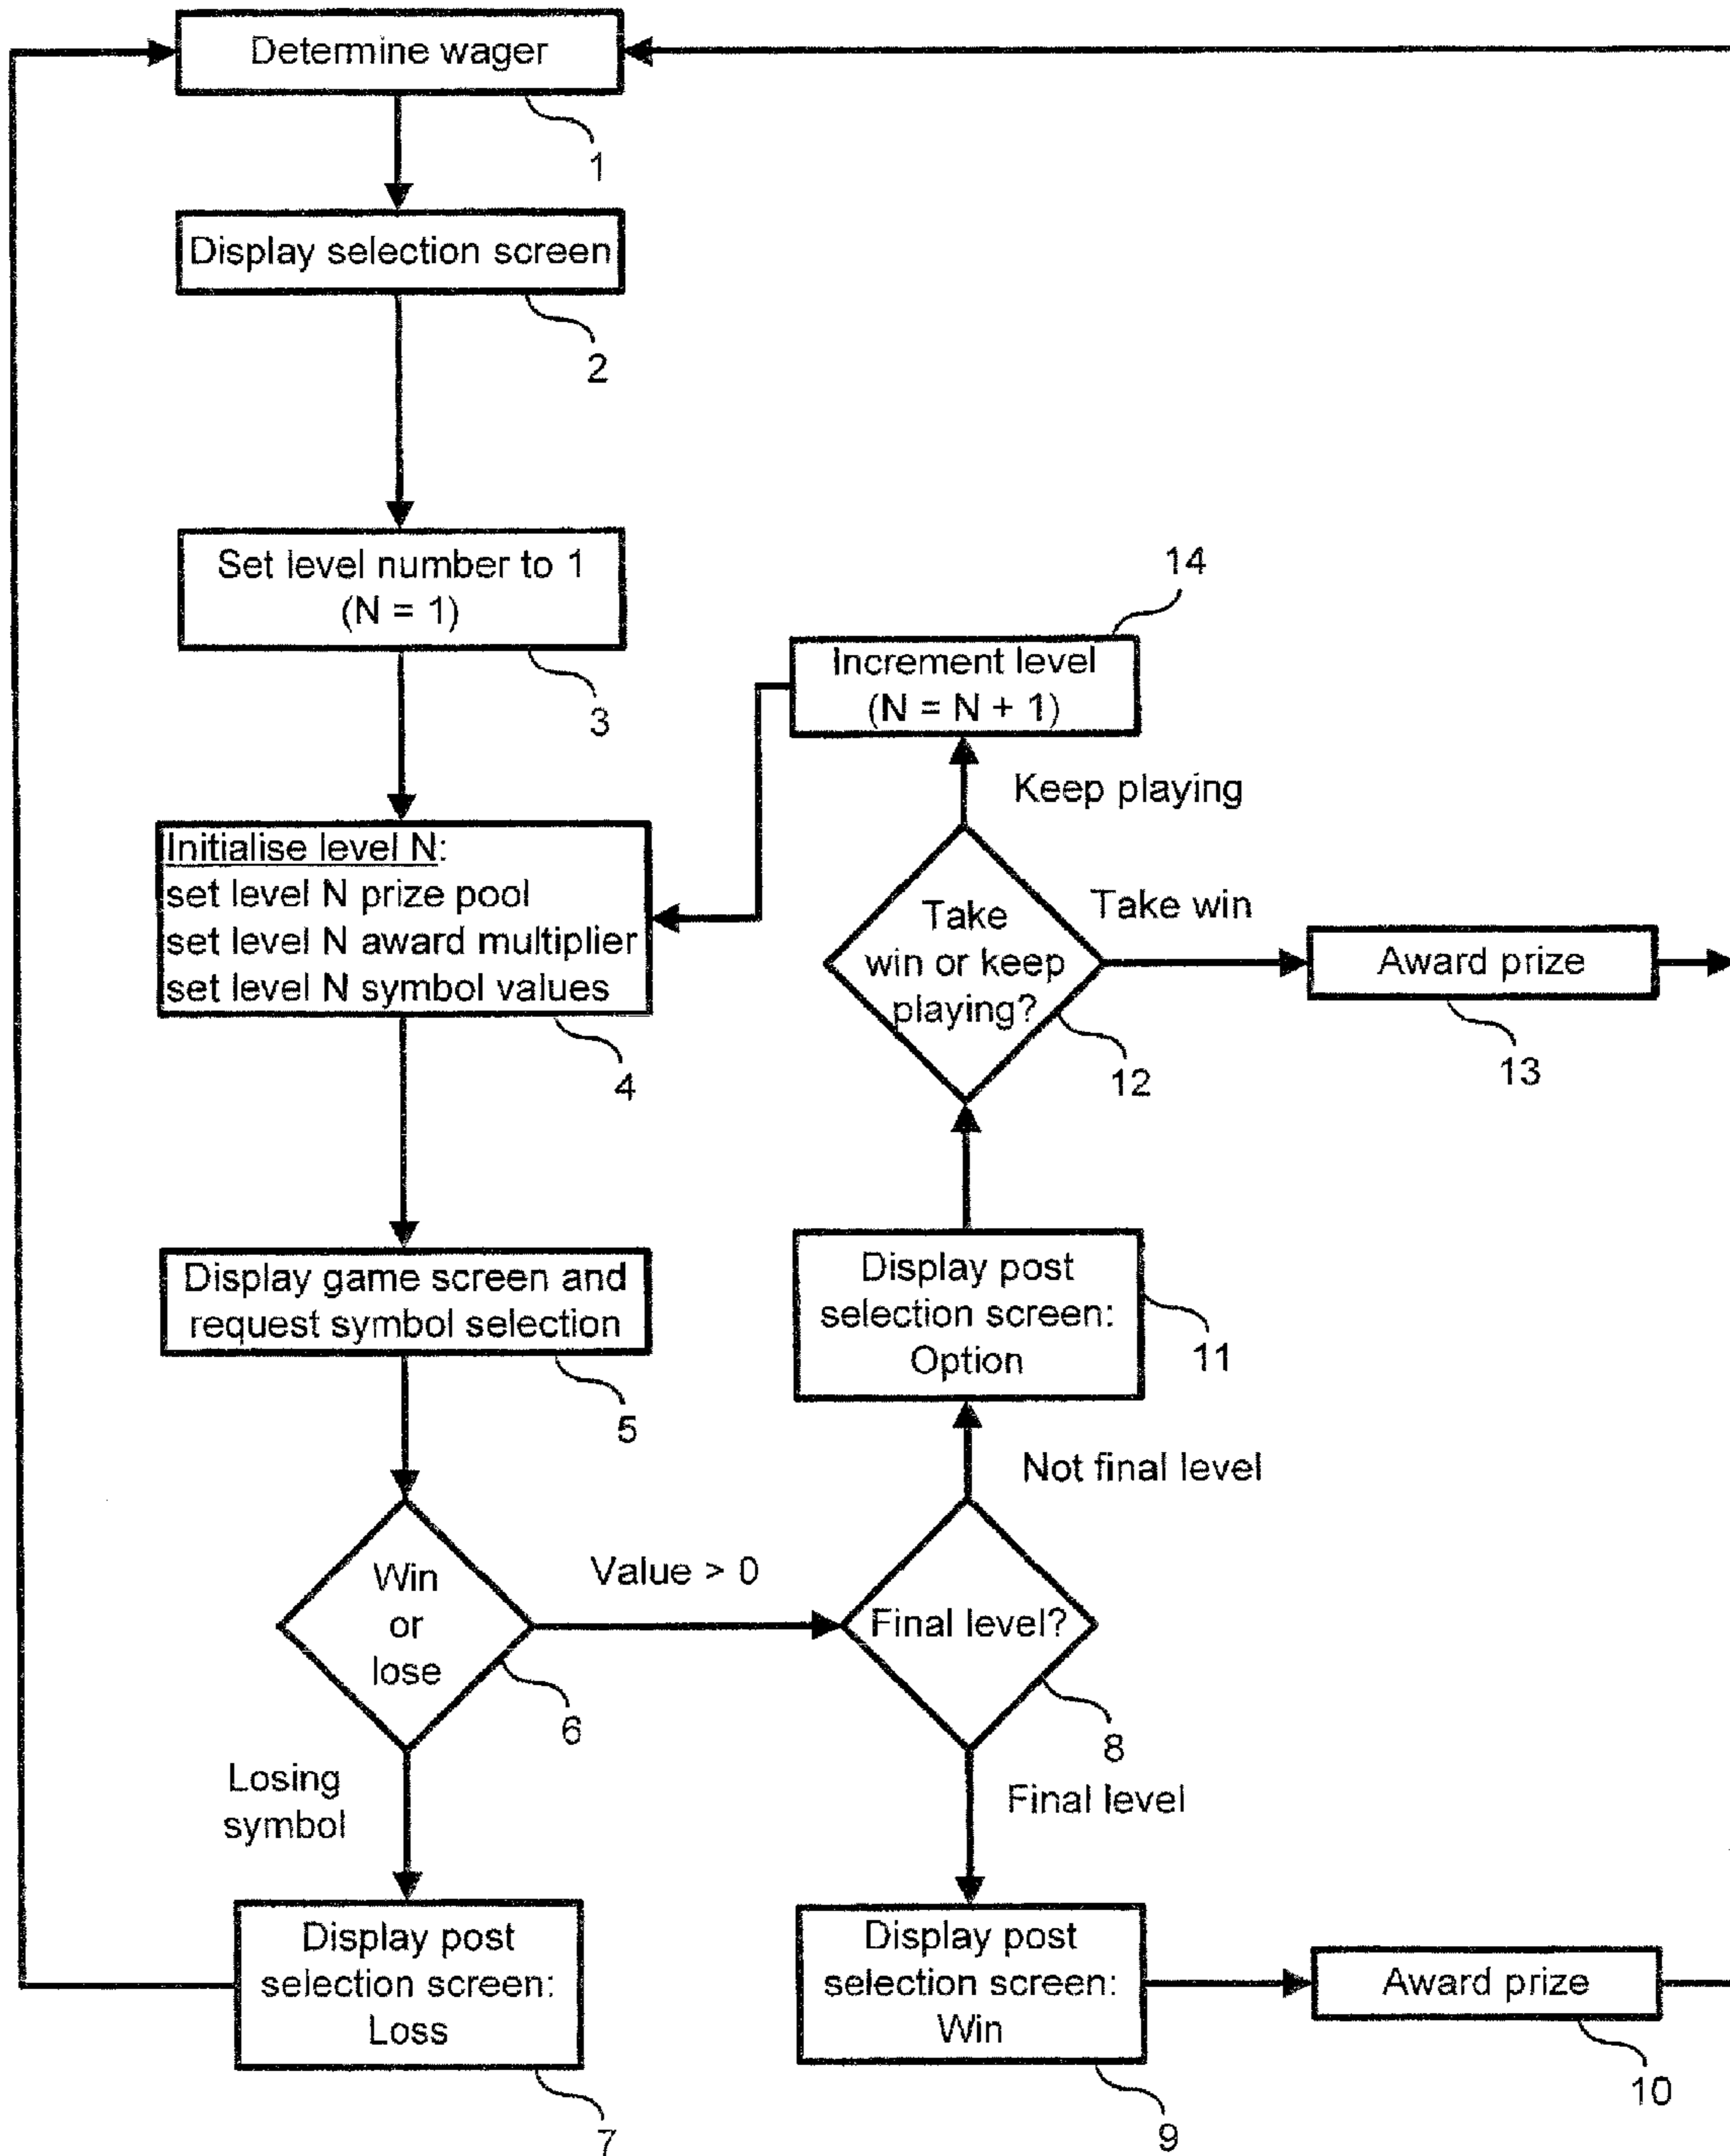 Determine wager
1
Display selection screen
2
Set level number to 1
(N = 1)
3
14
Increment level
(N = N + 1)
Keep playing
Initialise level N:
set level N prize pool
set level N award multiplier
set level N symbol values
4
Take
win or keep
playing?
12
Take win
Award prize
13
Display game screen and
request symbol selection
5
Display post
selection screen:
Option
11
Not final level
Win
or
lose
6
Value > 0
Final level?
8
Losing
symbol
Final level
Display post
selection screen:
Loss
7
Display post
selection screen:
Win
9
Award prize
10